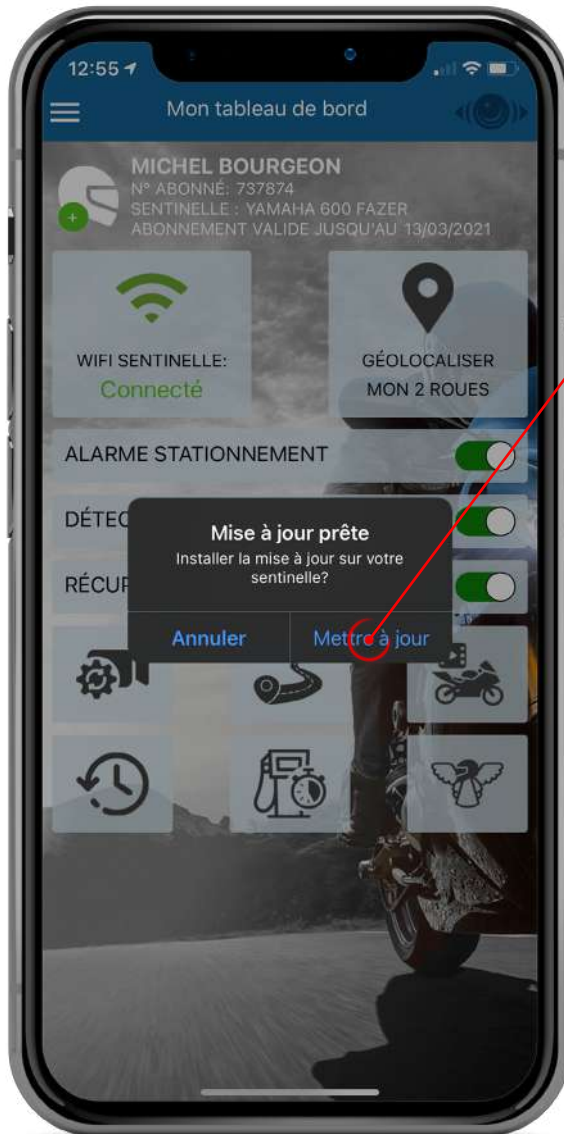 12:55
Mon tableau de bord
MICHEL BOURGEON
N° ABONNÉ: 737874
SENTINELLE : YAMAHA 600 FAZER
ABONNEMENT VALIDE JUSQU'AU 13/03/2021
WIFI SENTINELLE:
Connecté
GÉOLOCALISER
MON 2 ROUES
ALARME STATIONNEMENT
DÉTEC
Mise à jour prête
Installer la mise à jour sur votre
sentinelle?
RÉCUP
Annuler
Mettre à jour